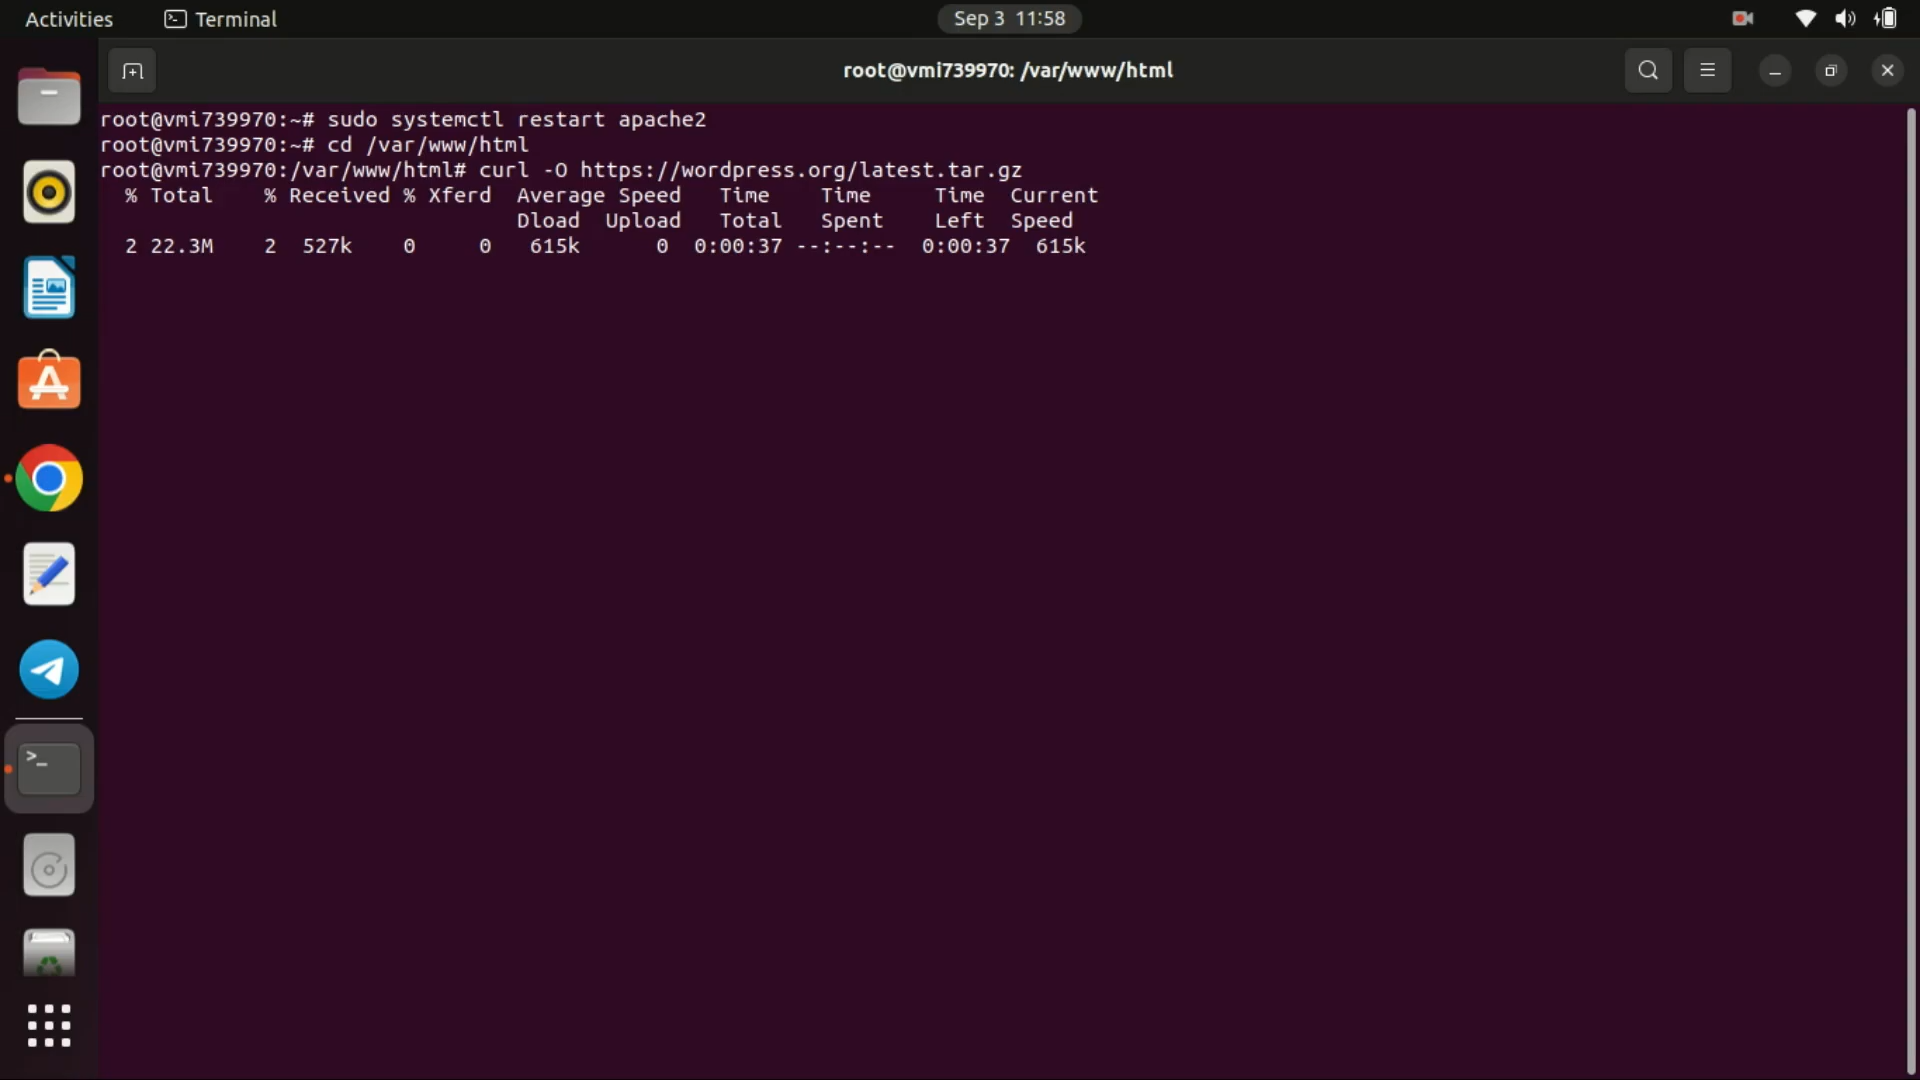 Activities Terminal Sep 3 11:58
root@vmi739970: /var/www/html
root@vmi739970:~# sudo systemctl restart apache2
root@vmi739970:~# cd /var/www/html
root@vmi739970:/var/www/html# curl -O https://wordpress.org/latest.tar.gz
% Total % Received % Xferd Average Speed Time Time Time Current
Dload Upload Total Spent Left Speed
2 22.3M 2 527k 0 0 615k 0 0:00:37 --:--:-- 0:00:37 615k